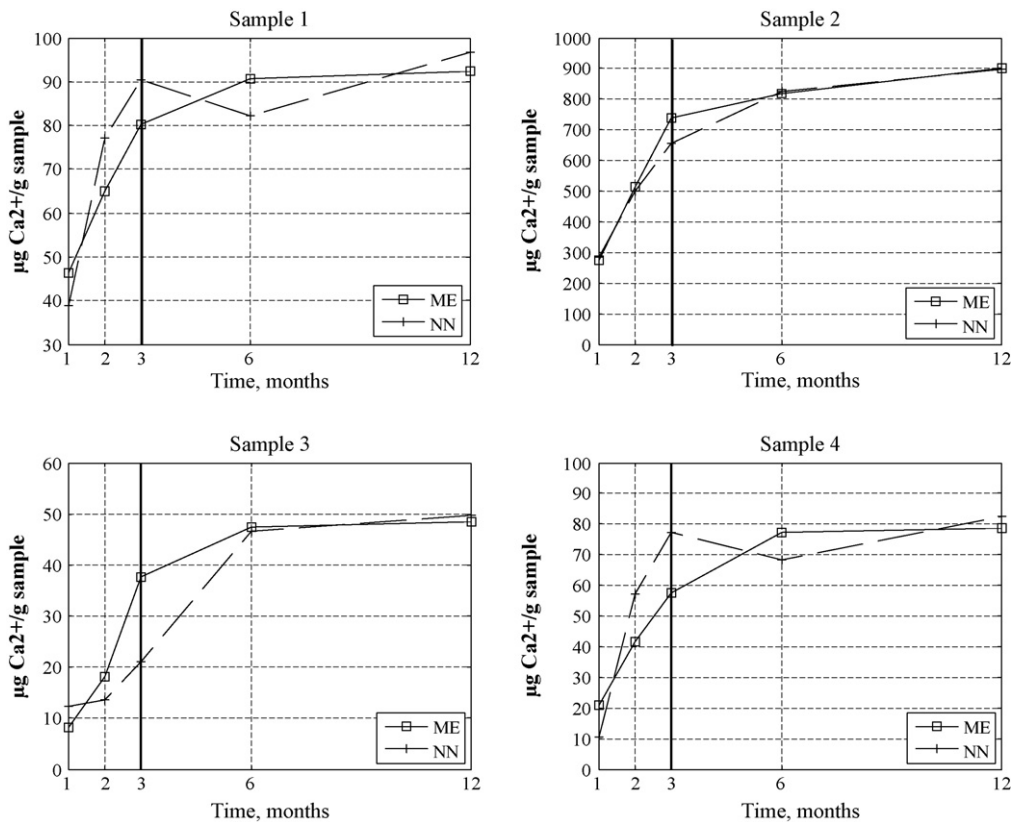 Sample 1
100
90
80
70
60
50
40
30
µg Ca2+/g sample
ME
NN
1 2 3 6 12
Time, months
Sample 2
1000
900
800
700
600
500
400
300
200
100
0
µg Ca2+/g sample
ME
NN
1 2 3 6 12
Time, months
Sample 3
60
50
40
30
20
10
0
µg Ca2+/g sample
ME
NN
1 2 3 6 12
Time, months
Sample 4
100
90
80
70
60
50
40
30
20
10
0
µg Ca2+/g sample
ME
NN
1 2 3 6 12
Time, months